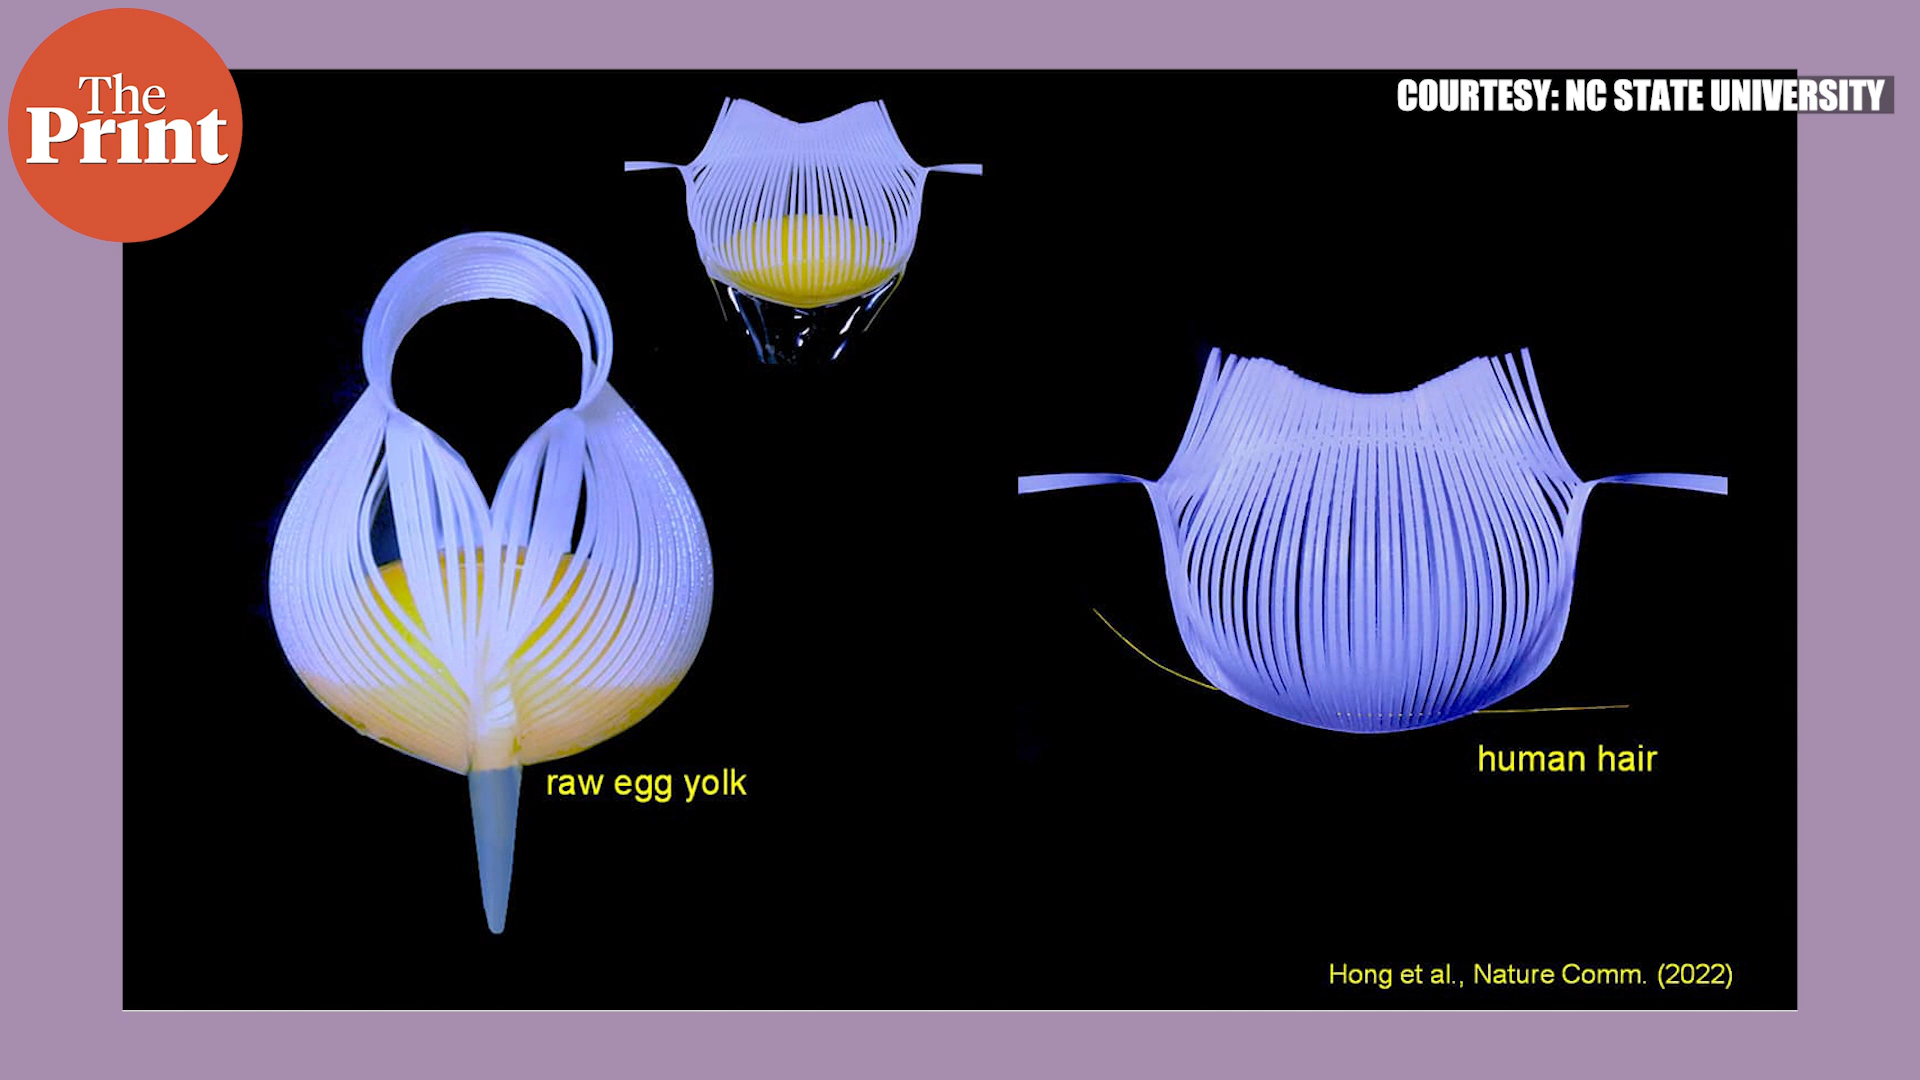 The
Print
COURTESY: NC STATE UNIVERSITY
raw egg yolk
human hair
Hong et al., Nature Comm. (2022)